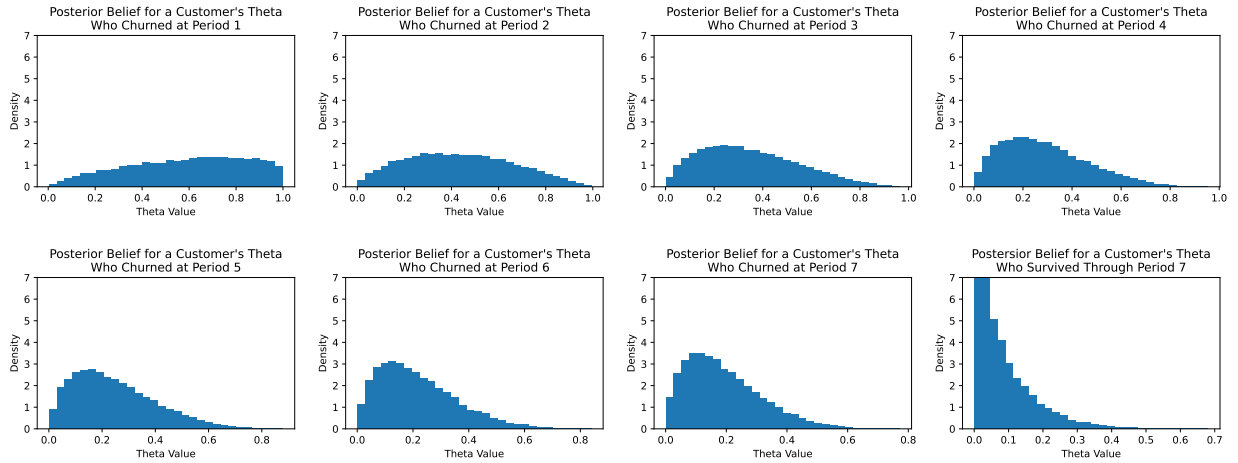 Posterior Belief for a Customer's Theta
Who Churned at Period 1
7
6
5
4
3
2
1
0
Density
0.0 0.2 0.4 0.6 0.8 1.0
Theta Value
Posterior Belief for a Customer's Theta
Who Churned at Period 2
7
6
5
4
3
2
1
0
Density
0.0 0.2 0.4 0.6 0.8 1.0
Theta Value
Posterior Belief for a Customer's Theta
Who Churned at Period 3
7
6
5
4
3
2
1
0
Density
0.0 0.2 0.4 0.6 0.8 1.0
Theta Value
Posterior Belief for a Customer's Theta
Who Churned at Period 4
7
6
5
4
3
2
1
0
Density
0.0 0.2 0.4 0.6 0.8 1.0
Theta Value
Posterior Belief for a Customer's Theta
Who Churned at Period 5
7
6
5
4
3
2
1
0
Density
0.0 0.2 0.4 0.6 0.8
Theta Value
Posterior Belief for a Customer's Theta
Who Churned at Period 6
7
6
5
4
3
2
1
0
Density
0.0 0.2 0.4 0.6 0.8
Theta Value
Posterior Belief for a Customer's Theta
Who Churned at Period 7
7
6
5
4
3
2
1
0
Density
0.0 0.2 0.4 0.6 0.8
Theta Value
Postersior Belief for a Customer's Theta
Who Survived Through Period 7
7
6
5
4
3
2
1
0
Density
0.0 0.1 0.2 0.3 0.4 0.5 0.6 0.7
Theta Value